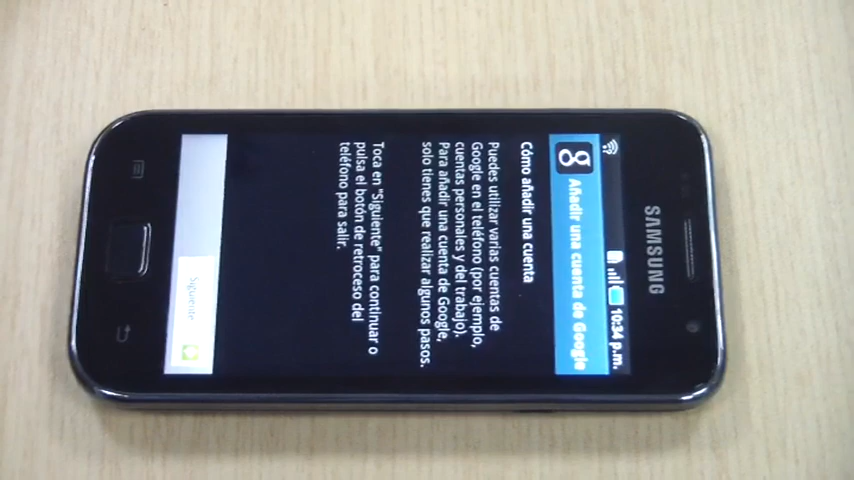 SAMSUNG
10:34 p.m.
Añadir una cuenta de Google
Cómo añadir una cuenta
Puedes utilizar varias cuentas de
Google en el teléfono (por ejemplo,
cuentas personales y del trabajo).
Para añadir una cuenta de Google,
solo tienes que realizar algunos pasos.
Toca en "Siguiente" para continuar o
pulsa el botón de retroceso del
teléfono para salir.
Siguiente